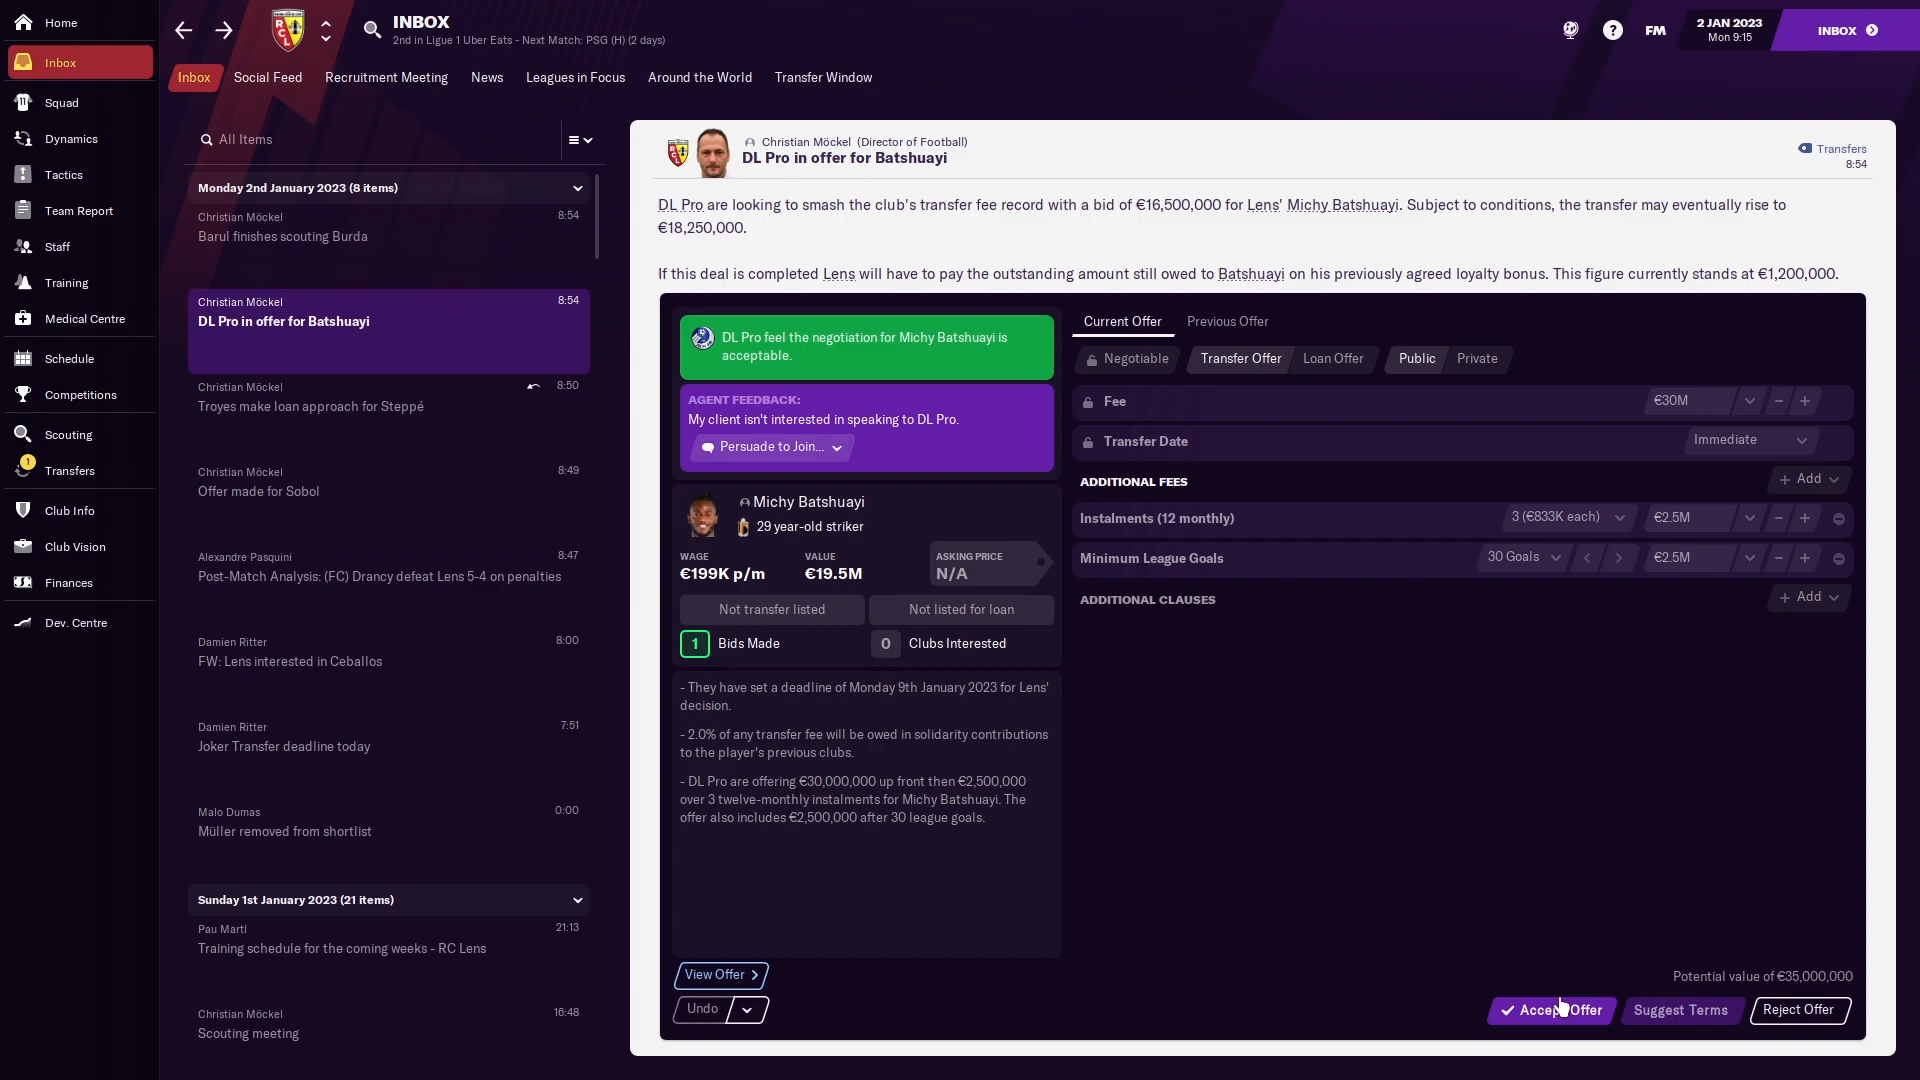 Home
Inbox
Squad
Dynamics
Tactics
Team Report
Staff
Training
Medical Centre
Schedule
Competitions
Scouting
1
Transfers
Club Info
Club Vision
Finances
Dev. Centre
INBOX
2nd in Ligue 1 Uber Eats - Next Match: PSG (H) (2 days)
FM
2 JAN 2023
Mon 9:15
INBOX
Inbox
Social Feed
Recruitment Meeting
News
Leagues in Focus
Around the World
Transfer Window
All Items
Monday 2nd January 2023 (8 items)
Christian Möckel 8:54
Barul finishes scouting Burda
Christian Möckel 8:54
DL Pro in offer for Batshuayi
Christian Möckel 8:50
Troyes make loan approach for Steppé
Christian Möckel 8:49
Offer made for Sobol
Alexandre Pasquini 8:47
Post-Match Analysis: (FC) Drancy defeat Lens 5-4 on penalties
Damien Ritter 8:00
FW: Lens interested in Ceballos
Damien Ritter 7:51
Joker Transfer deadline today
Malo Dumas 0:00
Müller removed from shortlist
Sunday 1st January 2023 (21 items)
Pau Martí 21:13
Training schedule for the coming weeks - RC Lens
Christian Möckel 16:48
Scouting meeting
Christian Möckel (Director of Football)
DL Pro in offer for Batshuayi
Transfers
8:54
DL Pro are looking to smash the club's transfer fee record with a bid of €16,500,000 for Lens' Michy Batshuayi. Subject to conditions, the transfer may eventually rise to
€18,250,000.
If this deal is completed Lens will have to pay the outstanding amount still owed to Batshuayi on his previously agreed loyalty bonus. This figure currently stands at €1,200,000.
DL Pro feel the negotiation for Michy Batshuayi is
acceptable.
AGENT FEEDBACK:
My client isn't interested in speaking to DL Pro.
Persuade to Join...
Michy Batshuayi
29 year-old striker
WAGE VALUE ASKING PRICE
€199K p/m €19.5M N/A
Not transfer listed Not listed for loan
1 Bids Made 0 Clubs Interested
- They have set a deadline of Monday 9th January 2023 for Lens'
decision.
- 2.0% of any transfer fee will be owed in solidarity contributions
to the player's previous clubs.
- DL Pro are offering €30,000,000 up front then €2,500,000
over 3 twelve-monthly instalments for Michy Batshuayi. The
offer also includes €2,500,000 after 30 league goals.
View Offer
Undo
Current Offer Previous Offer
Negotiable Transfer Offer Loan Offer Public Private
Fee €30M
Transfer Date Immediate
ADDITIONAL FEES + Add
Instalments (12 monthly) 3 (€833K each) €2.5M
Minimum League Goals 30 Goals €2.5M
ADDITIONAL CLAUSES + Add
Potential value of €35,000,000
Accept Offer Suggest Terms Reject Offer